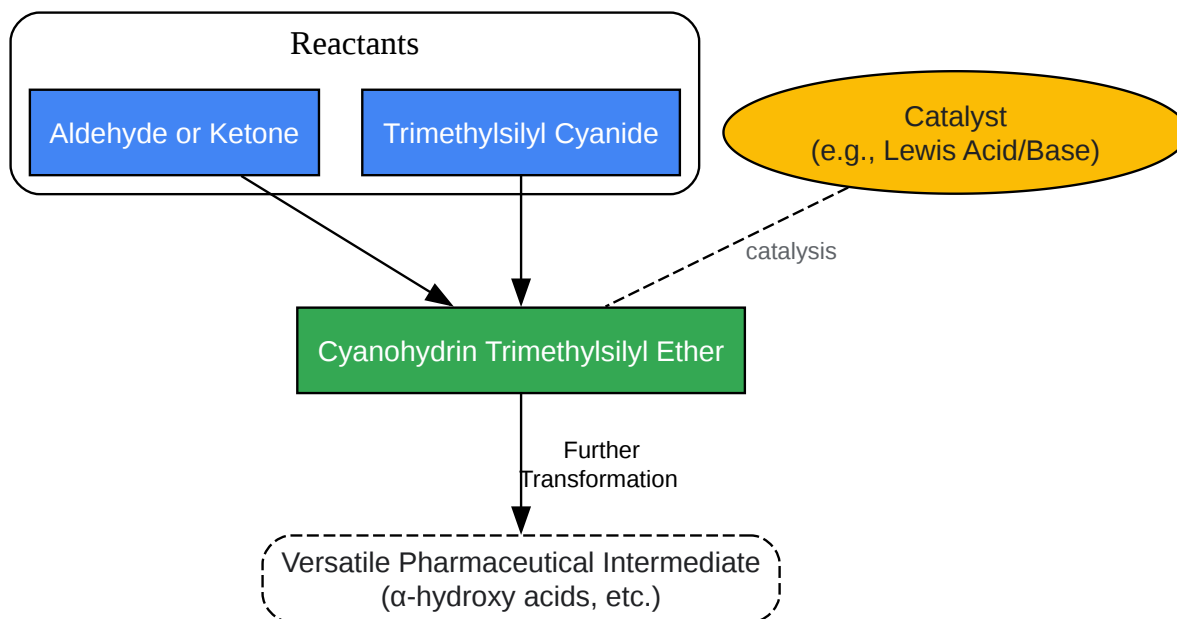 Reactants
Aldehyde or Ketone
Trimethylsilyl Cyanide
Catalyst
(e.g., Lewis Acid/Base)
catalysis
Cyanohydrin Trimethylsilyl Ether
Further
Transformation
Versatile Pharmaceutical Intermediate
(α-hydroxy acids, etc.)